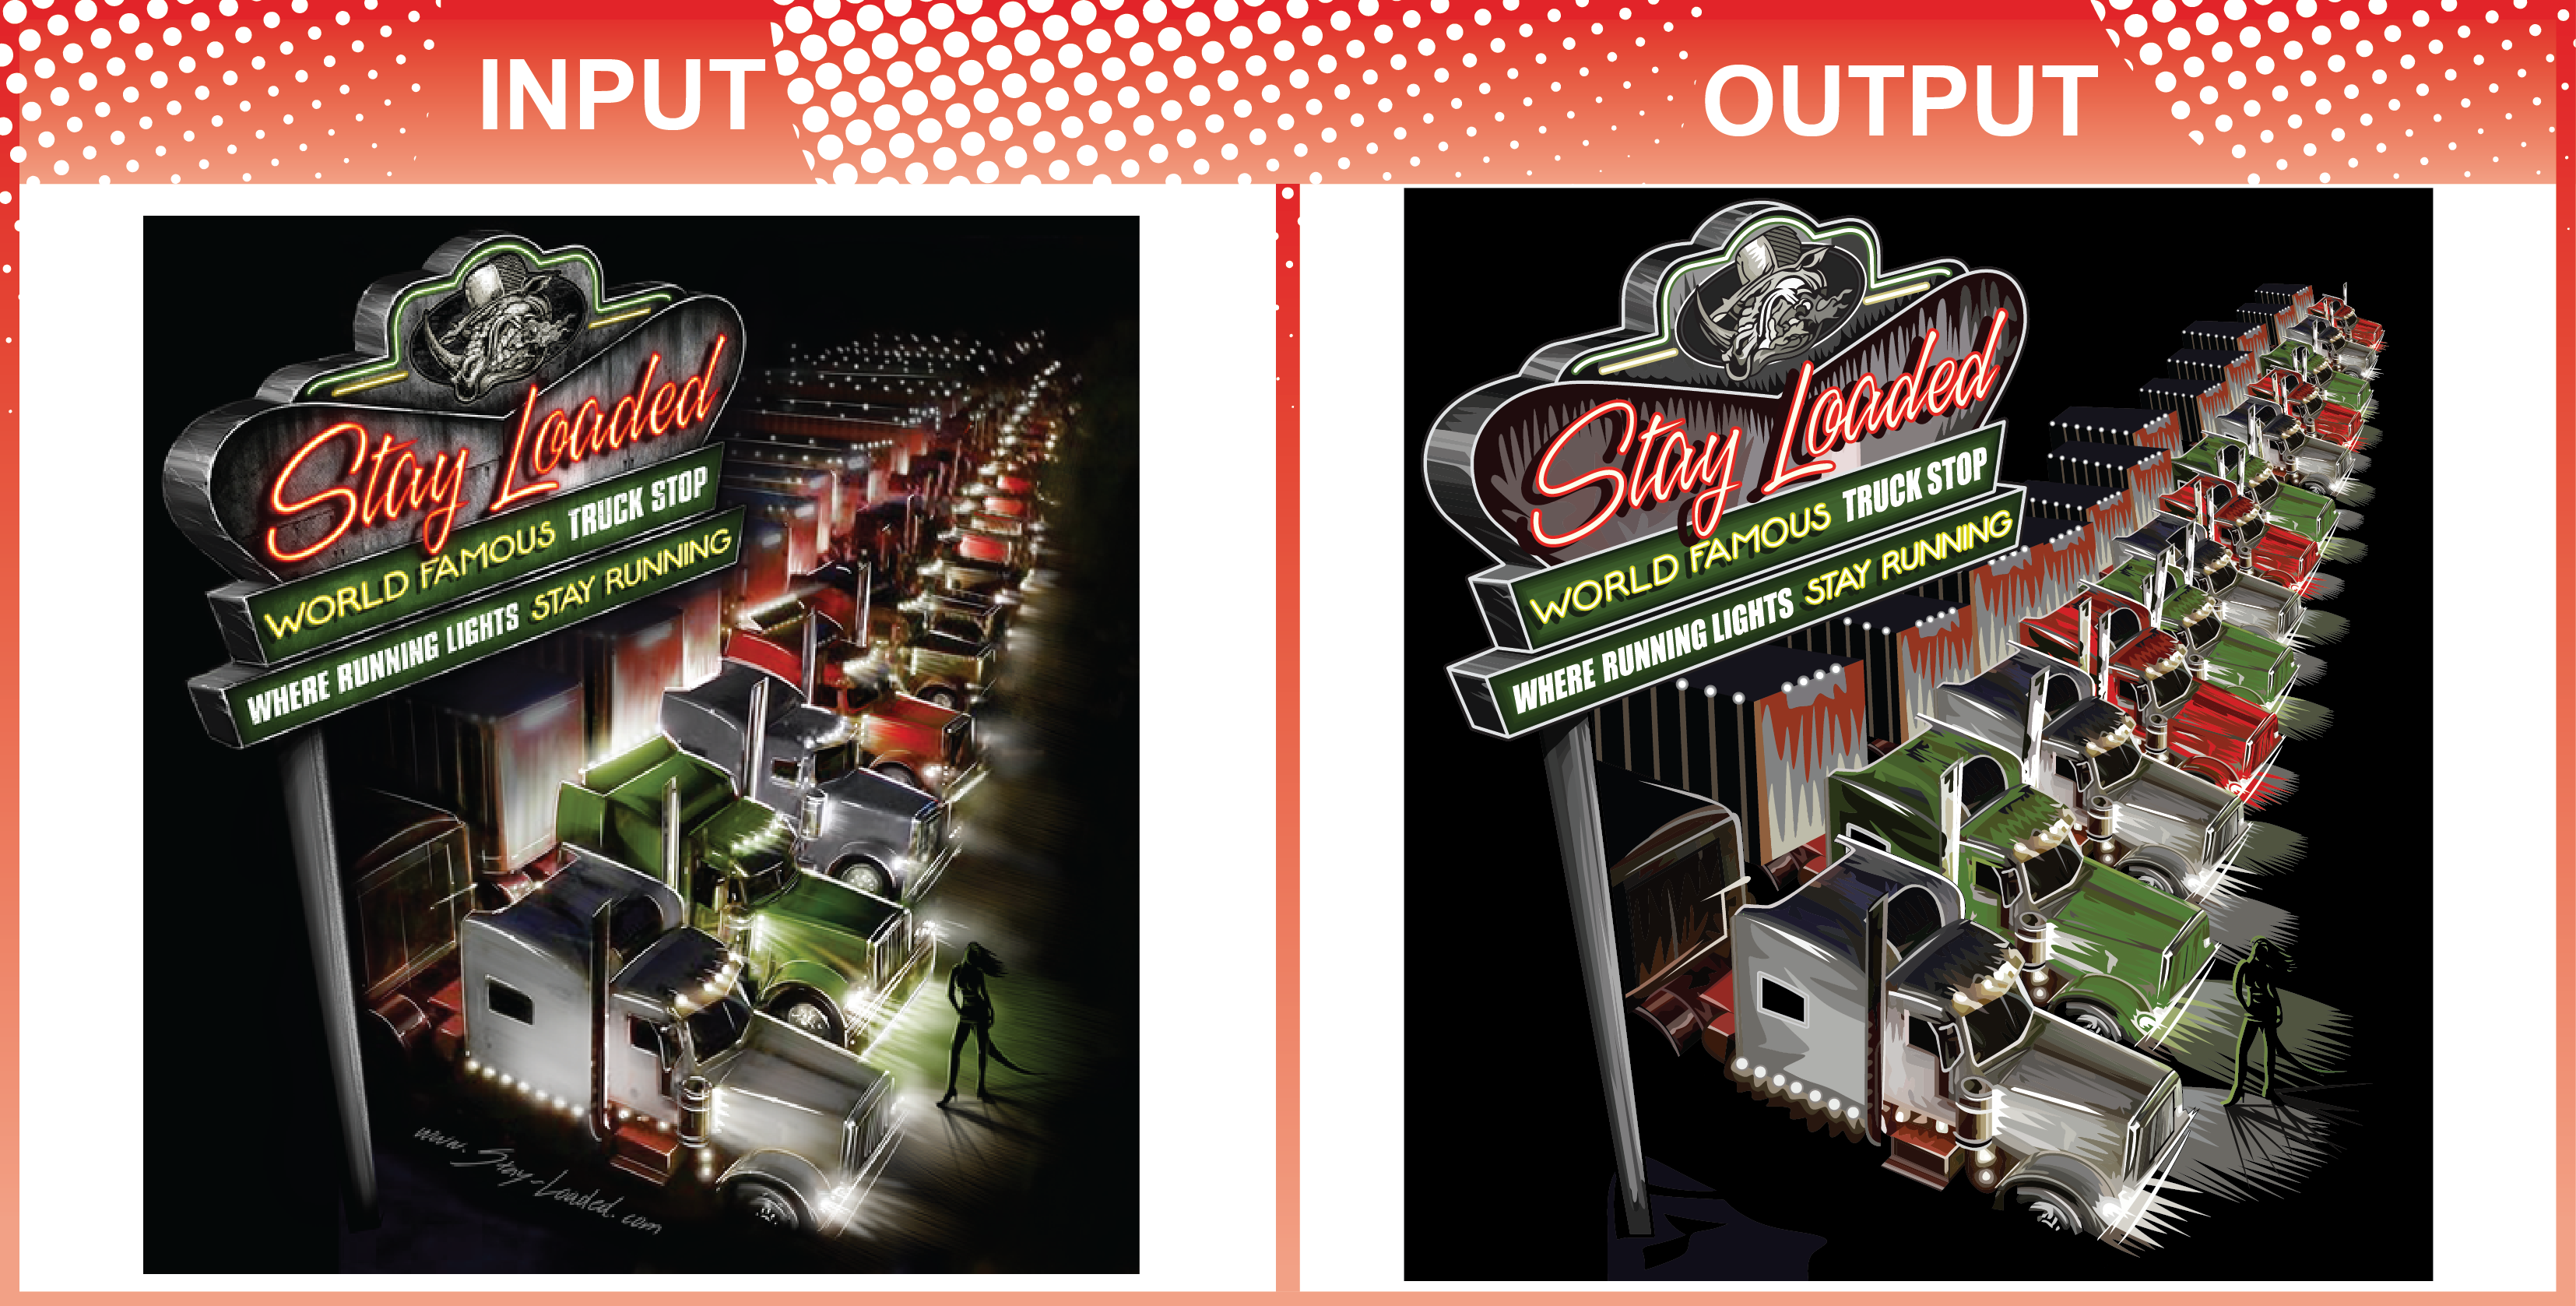 INPUT
OUTPUT
Stay Loaded
WORLD FAMOUS TRUCK STOP
WHERE RUNNING LIGHTS STAY RUNNING
www.Stay-Loaded.com
Stay Loaded
WORLD FAMOUS TRUCK STOP
WHERE RUNNING LIGHTS STAY RUNNING